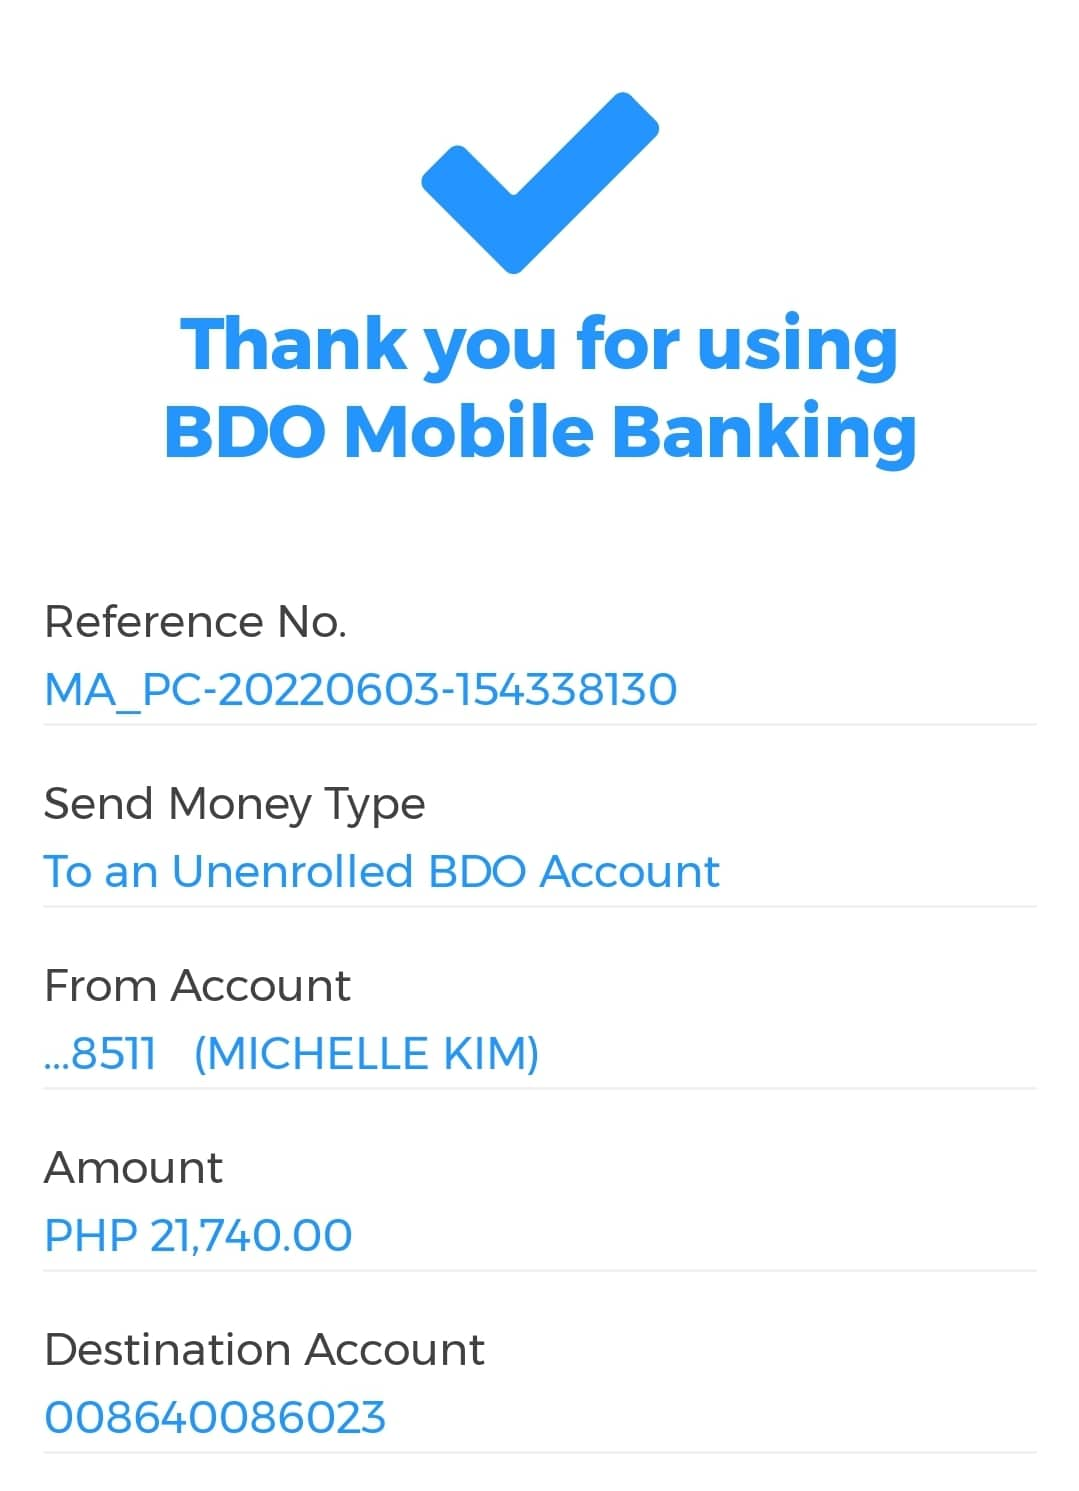 Thank you for using
BDO Mobile Banking
Reference No.
MA_PC-20220603-154338130
Send Money Type
To an Unenrolled BDO Account
From Account
...8511 (MICHELLE KIM)
Amount
PHP 21,740.00
Destination Account
008640086023